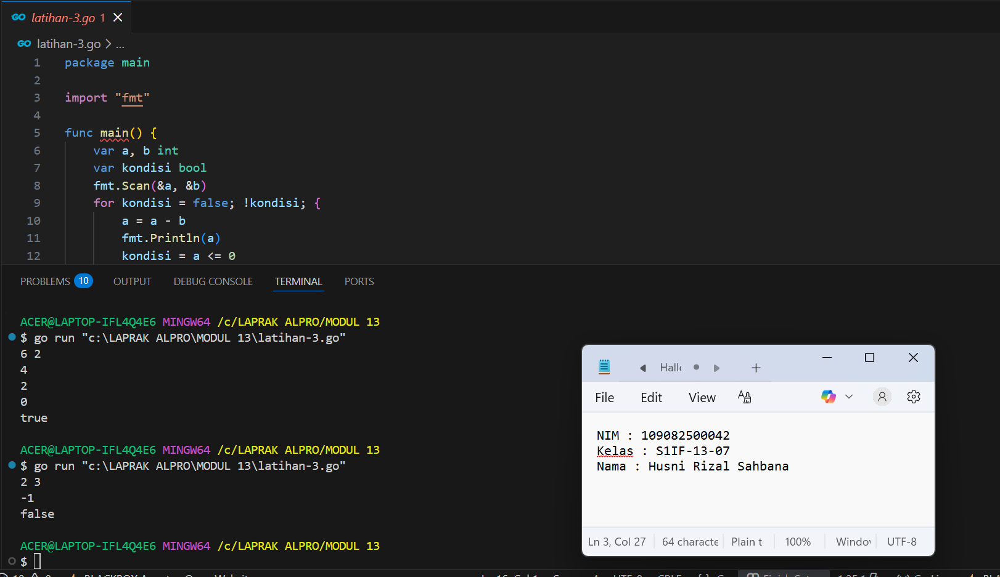 GO latihan-3.go 1
GO latihan-3.go > ...
1 package main
2
3 import "fmt"
4
5 func main() {
6 var a, b int
7 var kondisi bool
8 fmt.Scan(&a, &b)
9 for kondisi = false; !kondisi; {
10 a = a - b
11 fmt.Println(a)
12 kondisi = a <= 0
PROBLEMS 10 OUTPUT DEBUG CONSOLE TERMINAL PORTS
ACER@LAPTOP-IFL4Q4E6 MINGW64 /c/LAPRAK ALPRO/MODUL 13
$ go run "c:\LAPRAK ALPRO\MODUL 13\latihan-3.go"
6 2
4
2
0
true
ACER@LAPTOP-IFL4Q4E6 MINGW64 /c/LAPRAK ALPRO/MODUL 13
$ go run "c:\LAPRAK ALPRO\MODUL 13\latihan-3.go"
2 3
-1
false
ACER@LAPTOP-IFL4Q4E6 MINGW64 /c/LAPRAK ALPRO/MODUL 13
$
File Edit View
NIM : 109082500042
Kelas : S1IF-13-07
Nama : Husni Rizal Sahbana
Ln 3, Col 27 64 characte Plain t 100% Windo UTF-8